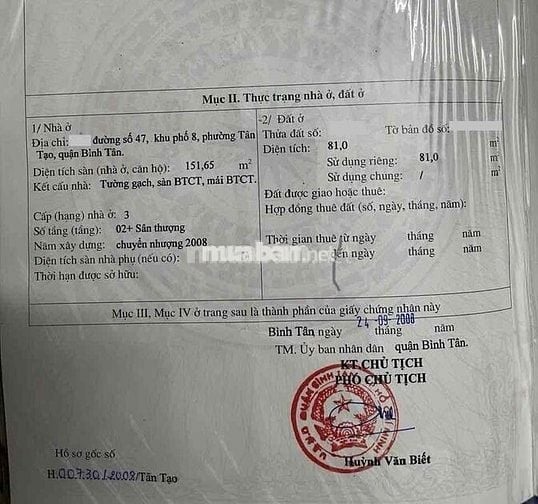 Mục II. Thực trạng nhà ở, đất ở
1/ Nhà ở
Địa chỉ: đường số 47, khu phố 8, phường Tân
Tạo, quận Bình Tân.
Diện tích sàn (nhà ở, căn hộ): 151,65 m²
Kết cấu nhà: Tường gạch, sàn BTCT, mái BTCT.
Cấp (hạng) nhà ở: 3
Số tầng (tầng): 02+ Sân thượng
Năm xây dựng: chuyển nhượng 2008
Diện tích sàn nhà phụ (nếu có):
Thời hạn được sở hữu:
-2/ Đất ở
Thửa đất số: Tờ bản đồ số:
Diện tích: 81,0 m²
Sử dụng riêng: 81,0 m²
Sử dụng chung: / m²
Đất được giao hoặc thuê:
Hợp đồng thuê đất (số, ngày, tháng, năm):
Thời gian thuê từ ngày tháng năm
đến ngày tháng năm
muaban.net
Mục III, Mục IV ở trang sau là thành phần của giấy chứng nhận này
Bình Tân ngày 24 -09- 2008 tháng năm
TM. Ủy ban nhân dân quận Bình Tân.
KT.CHỦ TỊCH
PHÓ CHỦ TỊCH
Huỳnh Văn Biết
Hồ sơ gốc số
H.00730/2008/Tân Tạo